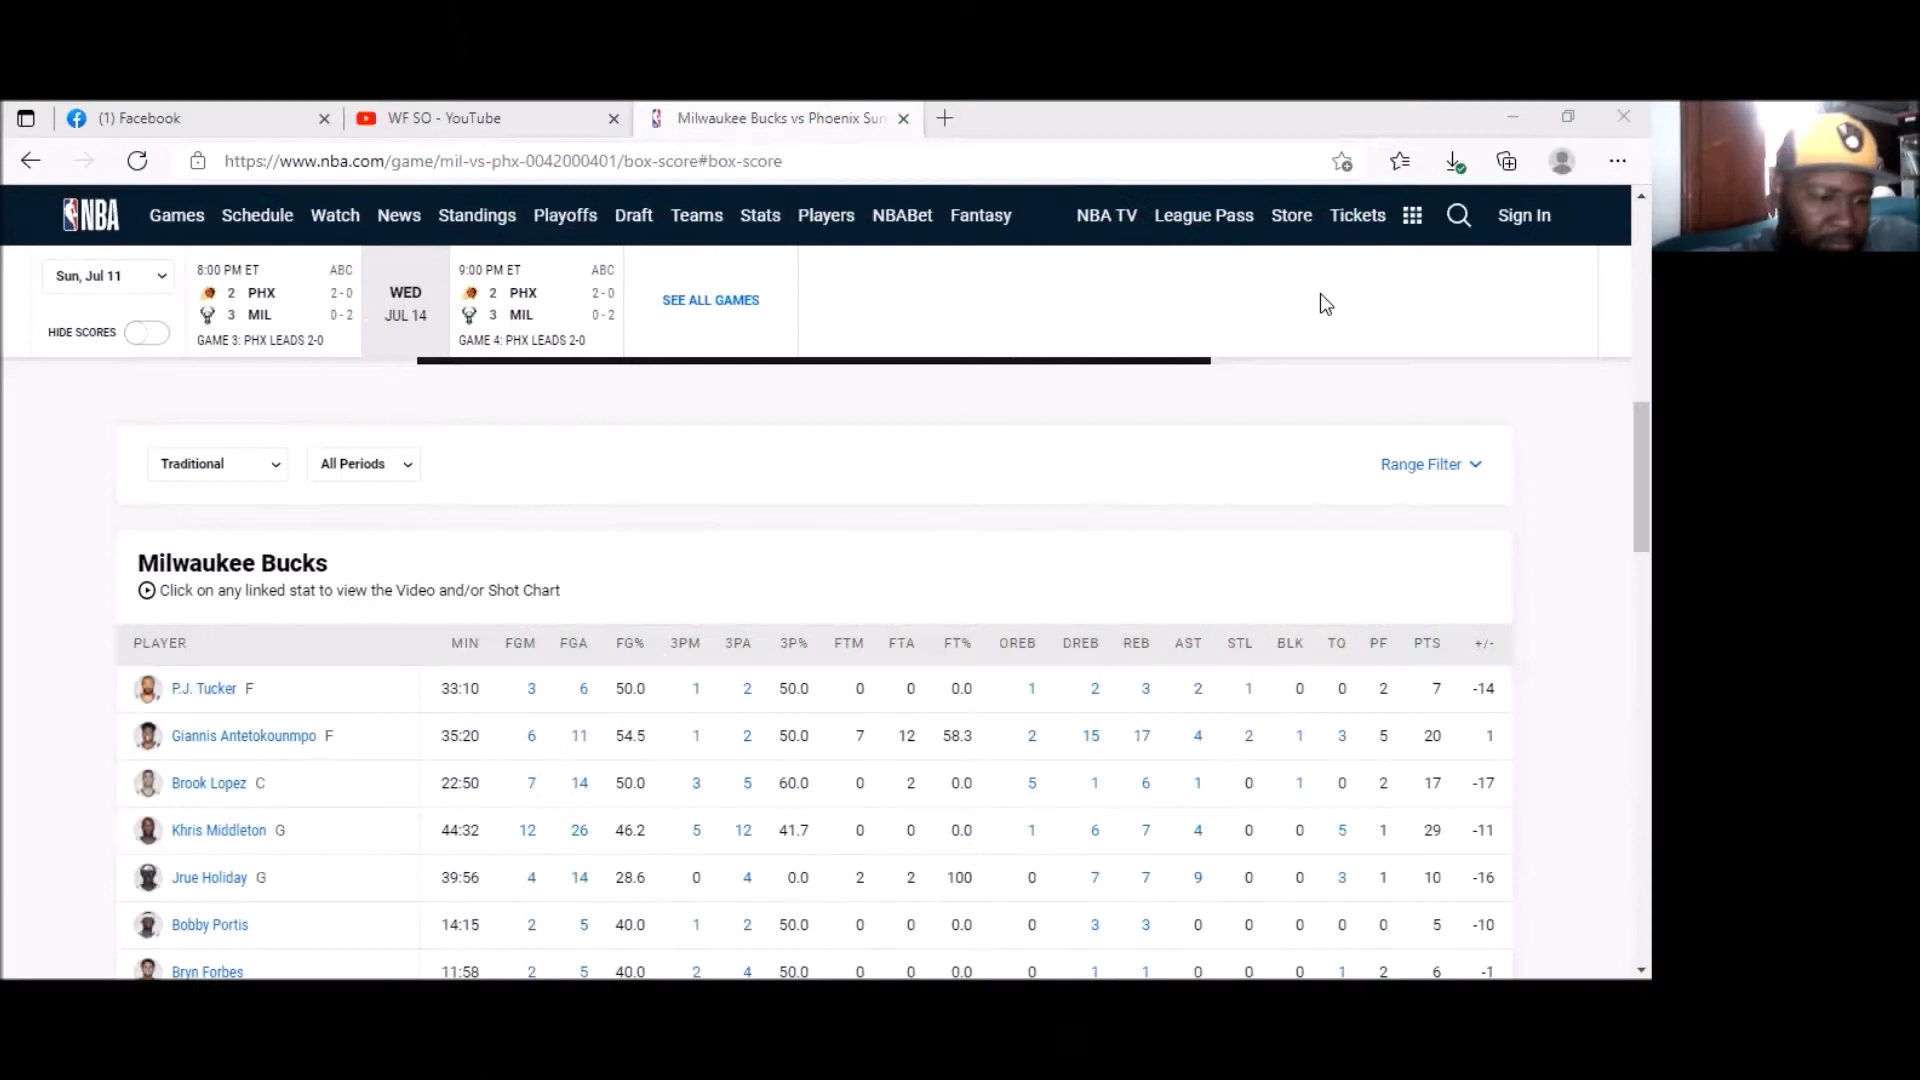 (1) Facebook
WF SO - YouTube
Milwaukee Bucks vs Phoenix Sun
https://www.nba.com/game/mil-vs-phx-0042000401/box-score#box-score
NBA Games Schedule Watch News Standings Playoffs Draft Teams Stats Players NBABet Fantasy NBA TV League Pass Store Tickets Sign In
Sun, Jul 11
HIDE SCORES
8:00 PM ET ABC
2 PHX 2-0
3 MIL 0-2
GAME 3: PHX LEADS 2-0
WED
JUL 14
9:00 PM ET ABC
2 PHX 2-0
3 MIL 0-2
GAME 4: PHX LEADS 2-0
SEE ALL GAMES
Traditional All Periods Range Filter
Milwaukee Bucks
Click on any linked stat to view the Video and/or Shot Chart
PLAYER MIN FGM FGA FG% 3PM 3PA 3P% FTM FTA FT% OREB DREB REB AST STL BLK TO PF PTS +/-
P.J. Tucker F 33:10 3 6 50.0 1 2 50.0 0 0 0.0 1 2 3 2 1 0 0 2 7 -14
Giannis Antetokounmpo F 35:20 6 11 54.5 1 2 50.0 7 12 58.3 2 15 17 4 2 1 3 5 20 1
Brook Lopez C 22:50 7 14 50.0 3 5 60.0 0 2 0.0 5 1 6 1 0 1 0 2 17 -17
Khris Middleton G 44:32 12 26 46.2 5 12 41.7 0 0 0.0 1 6 7 4 0 0 5 1 29 -11
Jrue Holiday G 39:56 4 14 28.6 0 4 0.0 2 2 100 0 7 7 9 0 0 3 1 10 -16
Bobby Portis 14:15 2 5 40.0 1 2 50.0 0 0 0.0 0 3 3 0 0 0 0 0 5 -10
Bryn Forbes 11:58 2 5 40.0 2 4 50.0 0 0 0.0 0 1 1 0 0 0 1 2 6 -1